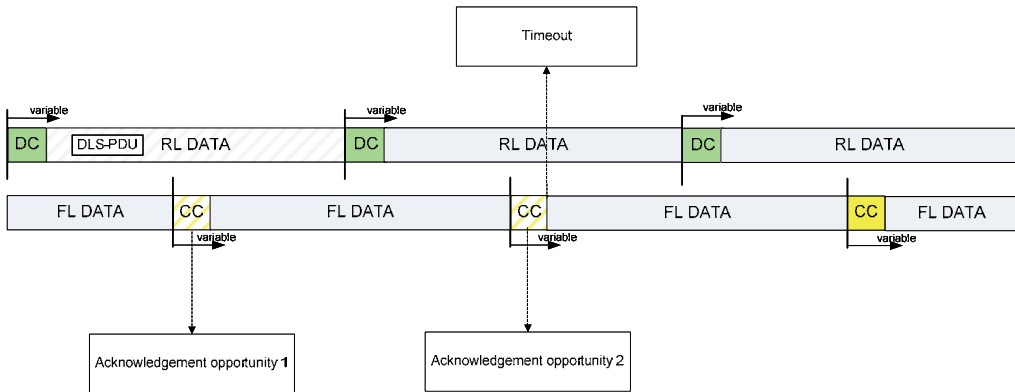 Timeout
variable
variable
variable
DC
DLS-PDU
RL DATA
DC
RL DATA
DC
RL DATA
FL DATA
CC
FL DATA
CC
FL DATA
CC
FL DATA
variable
variable
variable
Acknowledgement opportunity 1
Acknowledgement opportunity 2